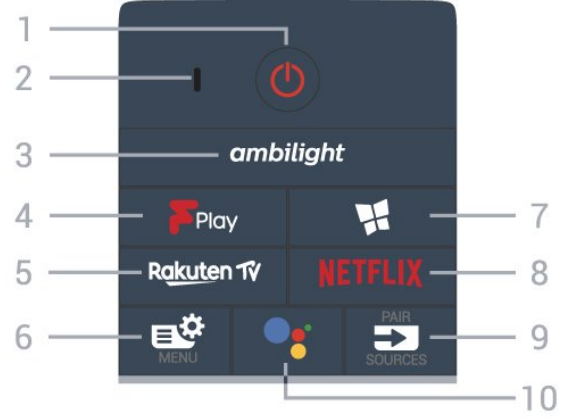 1
2
3
ambilight
4
F Play
7
5
Rakuten TV
NETFLIX
8
6
MENU
PAIR
SOURCES
9
10